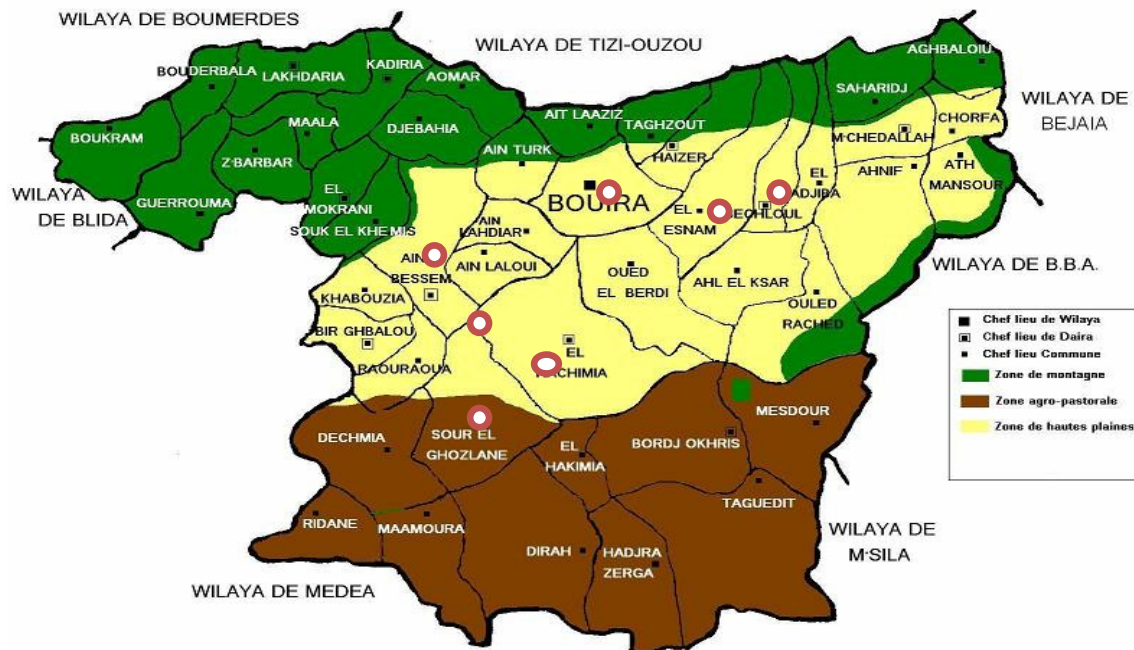 WILAYA DE BOUMERDES
WILAYA DE TIZI-OUZOU
AGHBALOIU
BOUDERBALA
LAKHDARIA
KADIRIA
AOMAR
SAHARIDJ
WILAYA DE
BEJAIA
BOUKRAM
MAALA
DJEBAHIA
AIT LAAZIZ
TAGHZOUT
M'CHEDALLAH
CHORFA
Z'BARBAR
AIN TURK
HAIZER
AHNIF
ATH
MANSOUR
WILAYA
DE BLIDA
GUERROUMA
EL
MOKRANI
SOUK EL KHEMIS
BOUIRA
EL
ESNAM
BECHLOUL
EL
ADJIBA
AIN
LAHDIAR
AIN
BESSEM
AIN LALOUI
OUED
EL BERDI
AHL EL KSAR
OULED
RACHED
WILAYA DE B.B.A.
KHABOUZIA
BIR GHBALOU
RAOURAOUA
EL
HACHIMIA
Chef lieu de Wilaya
Chef lieu de Daira
Chef lieu Commune
Zone de montagne
Zone agro-pastorale
Zone de hautes plaines
DECHMIA
SOUR EL
GHOZLANE
EL
HAKIMIA
BORDJ OKHRIS
MESDOUR
TAGUEDIT
RIDANE
MAAMOURA
DIRAH
HADJRA
ZERGA
WILAYA DE
M'SILA
WILAYA DE MEDEA